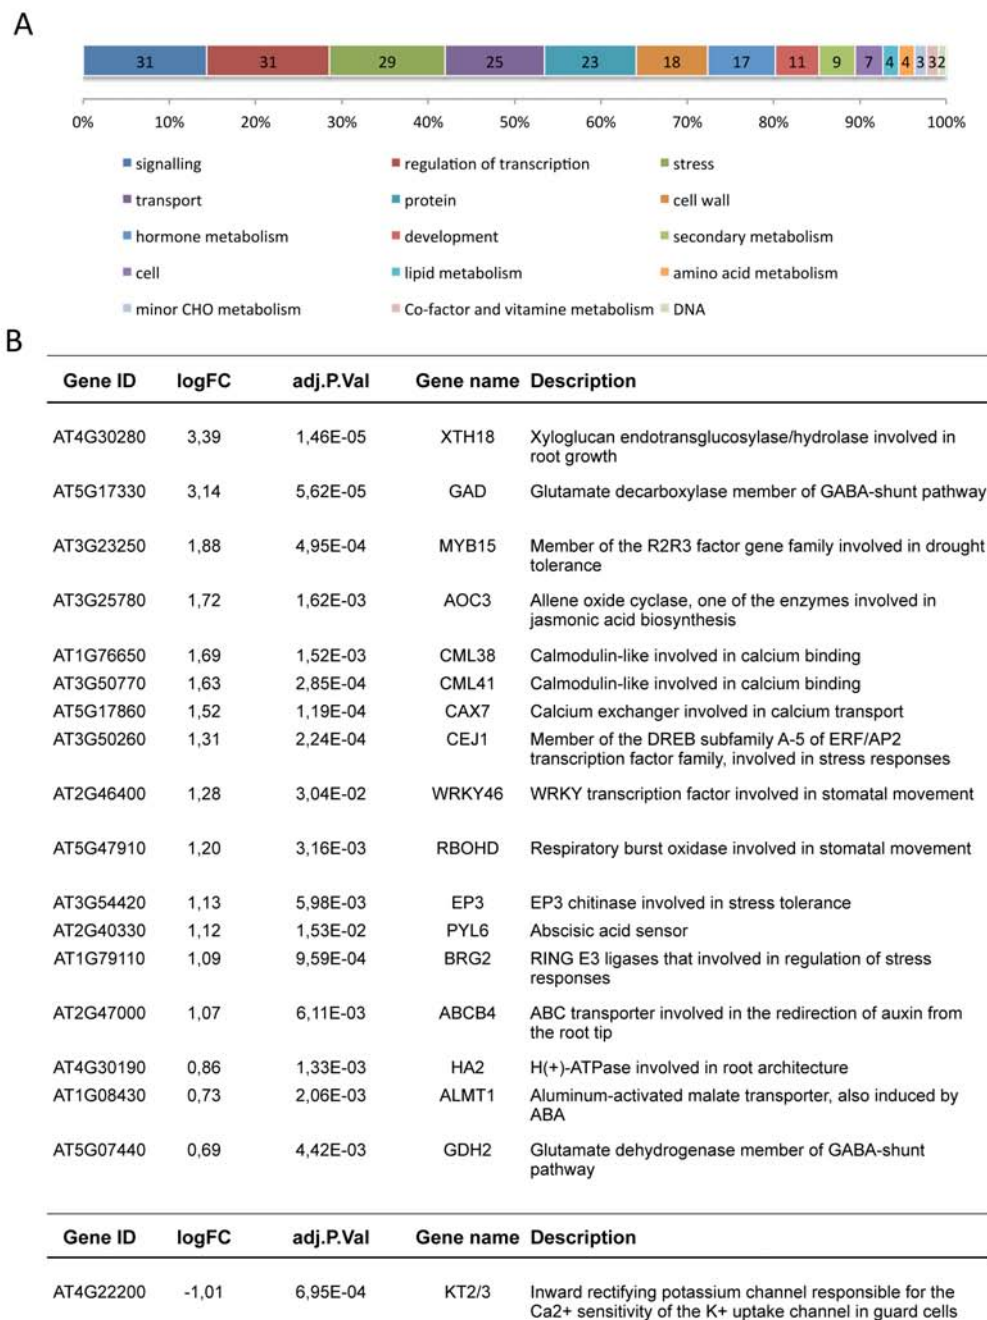 A
31 31 29 25 23 18 17 11 9 7 4 4 3 3 2
0% 10% 20% 30% 40% 50% 60% 70% 80% 90% 100%
signalling regulation of transcription stress
transport protein cell wall
hormone metabolism development secondary metabolism
cell lipid metabolism amino acid metabolism
minor CHO metabolism Co-factor and vitamine metabolism DNA
B
Gene ID logFC adj.P.Val Gene name Description
AT4G30280 3,39 1,46E-05 XTH18 Xyloglucan endotransglucosylase/hydrolase involved in
root growth
AT5G17330 3,14 5,62E-05 GAD Glutamate decarboxylase member of GABA-shunt pathway
AT3G23250 1,88 4,95E-04 MYB15 Member of the R2R3 factor gene family involved in drought
tolerance
AT3G25780 1,72 1,62E-03 AOC3 Allene oxide cyclase, one of the enzymes involved in
jasmonic acid biosynthesis
AT1G76650 1,69 1,52E-03 CML38 Calmodulin-like involved in calcium binding
AT3G50770 1,63 2,85E-04 CML41 Calmodulin-like involved in calcium binding
AT5G17860 1,52 1,19E-04 CAX7 Calcium exchanger involved in calcium transport
AT3G50260 1,31 2,24E-04 CEJ1 Member of the DREB subfamily A-5 of ERF/AP2
transcription factor family, involved in stress responses
AT2G46400 1,28 3,04E-02 WRKY46 WRKY transcription factor involved in stomatal movement
AT5G47910 1,20 3,16E-03 RBOHD Respiratory burst oxidase involved in stomatal movement
AT3G54420 1,13 5,98E-03 EP3 EP3 chitinase involved in stress tolerance
AT2G40330 1,12 1,53E-02 PYL6 Abscisic acid sensor
AT1G79110 1,09 9,59E-04 BRG2 RING E3 ligases that involved in regulation of stress
responses
AT2G47000 1,07 6,11E-03 ABCB4 ABC transporter involved in the redirection of auxin from
the root tip
AT4G30190 0,86 1,33E-03 HA2 H(+)-ATPase involved in root architecture
AT1G08430 0,73 2,06E-03 ALMT1 Aluminum-activated malate transporter, also induced by
ABA
AT5G07440 0,69 4,42E-03 GDH2 Glutamate dehydrogenase member of GABA-shunt
pathway
Gene ID logFC adj.P.Val Gene name Description
AT4G22200 -1,01 6,95E-04 KT2/3 Inward rectifying potassium channel responsible for the
Ca2+ sensitivity of the K+ uptake channel in guard cells